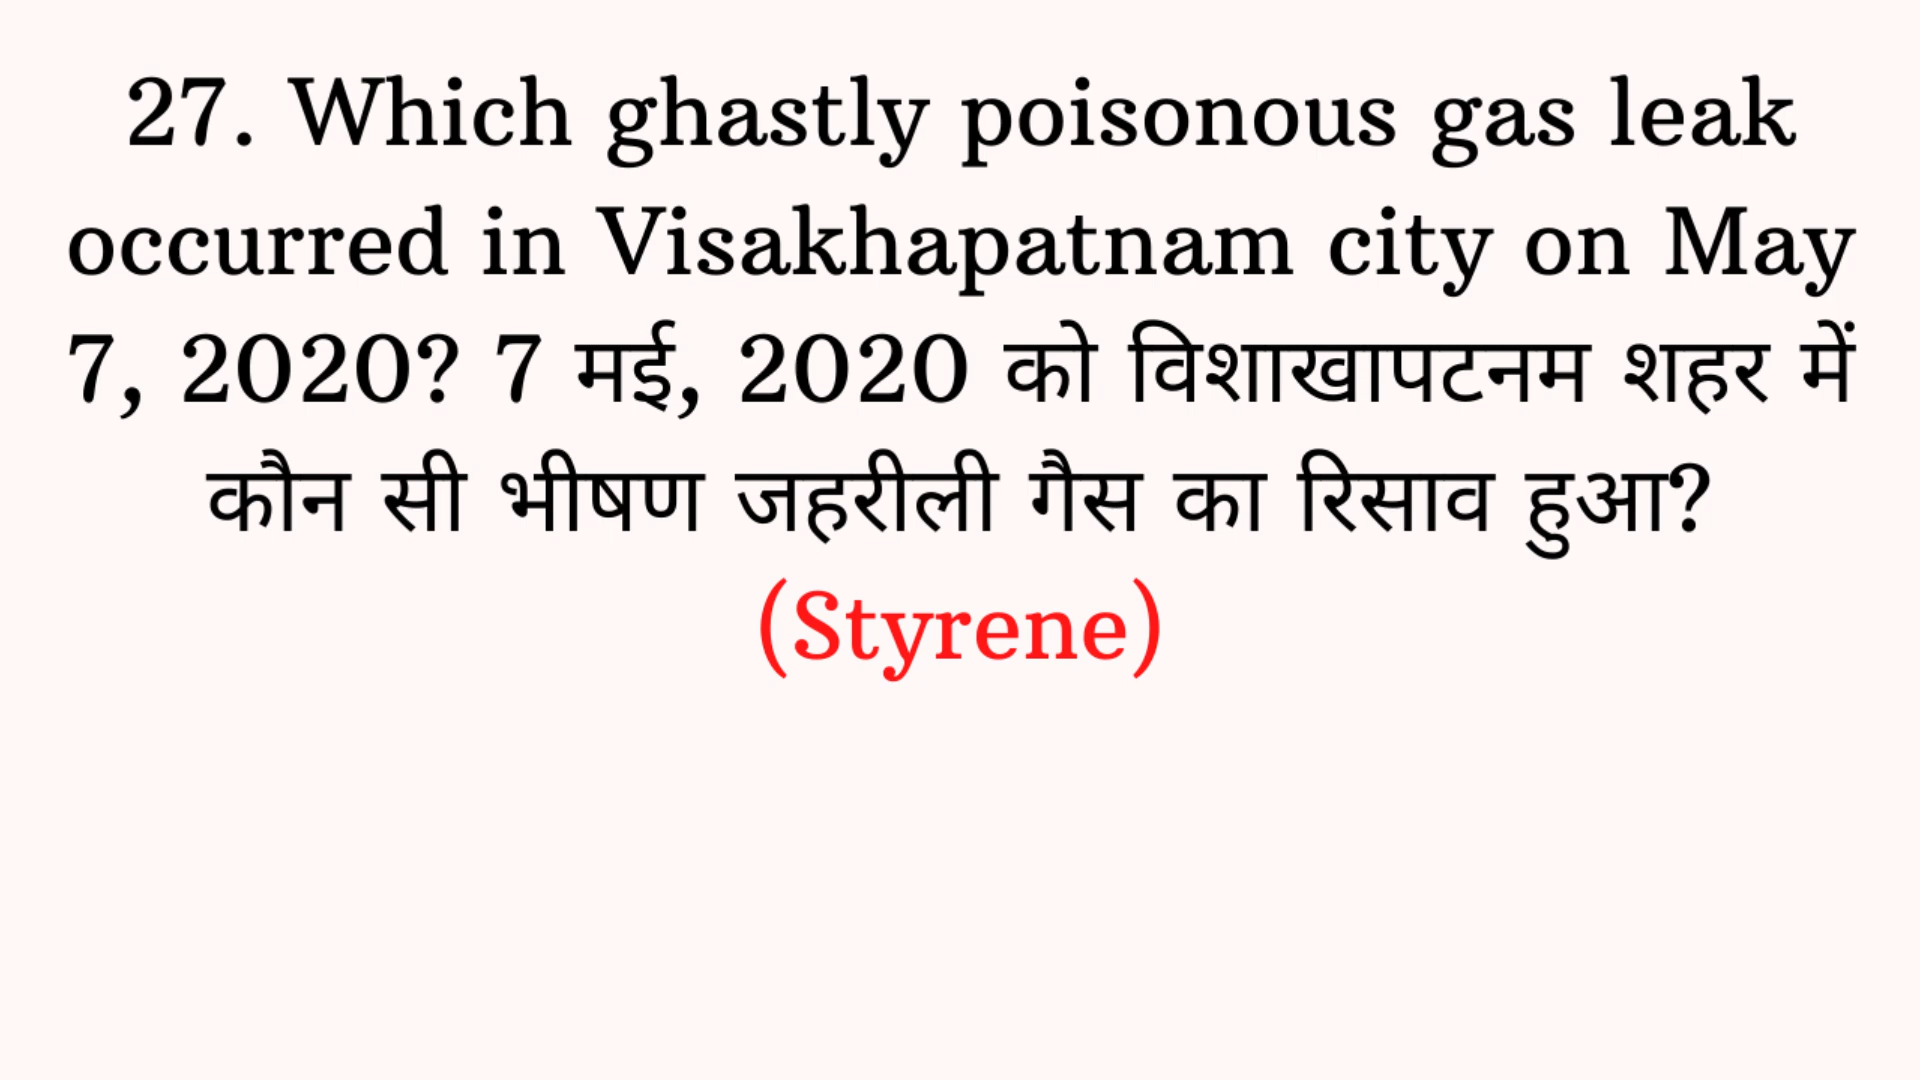 27. Which ghastly poisonous gas leak
occurred in Visakhapatnam city on May
7, 2020? 7 मई, 2020 को विशाखापटनम शहर में
कौन सी भीषण जहरीली गैस का रिसाव हुआ?
(Styrene)